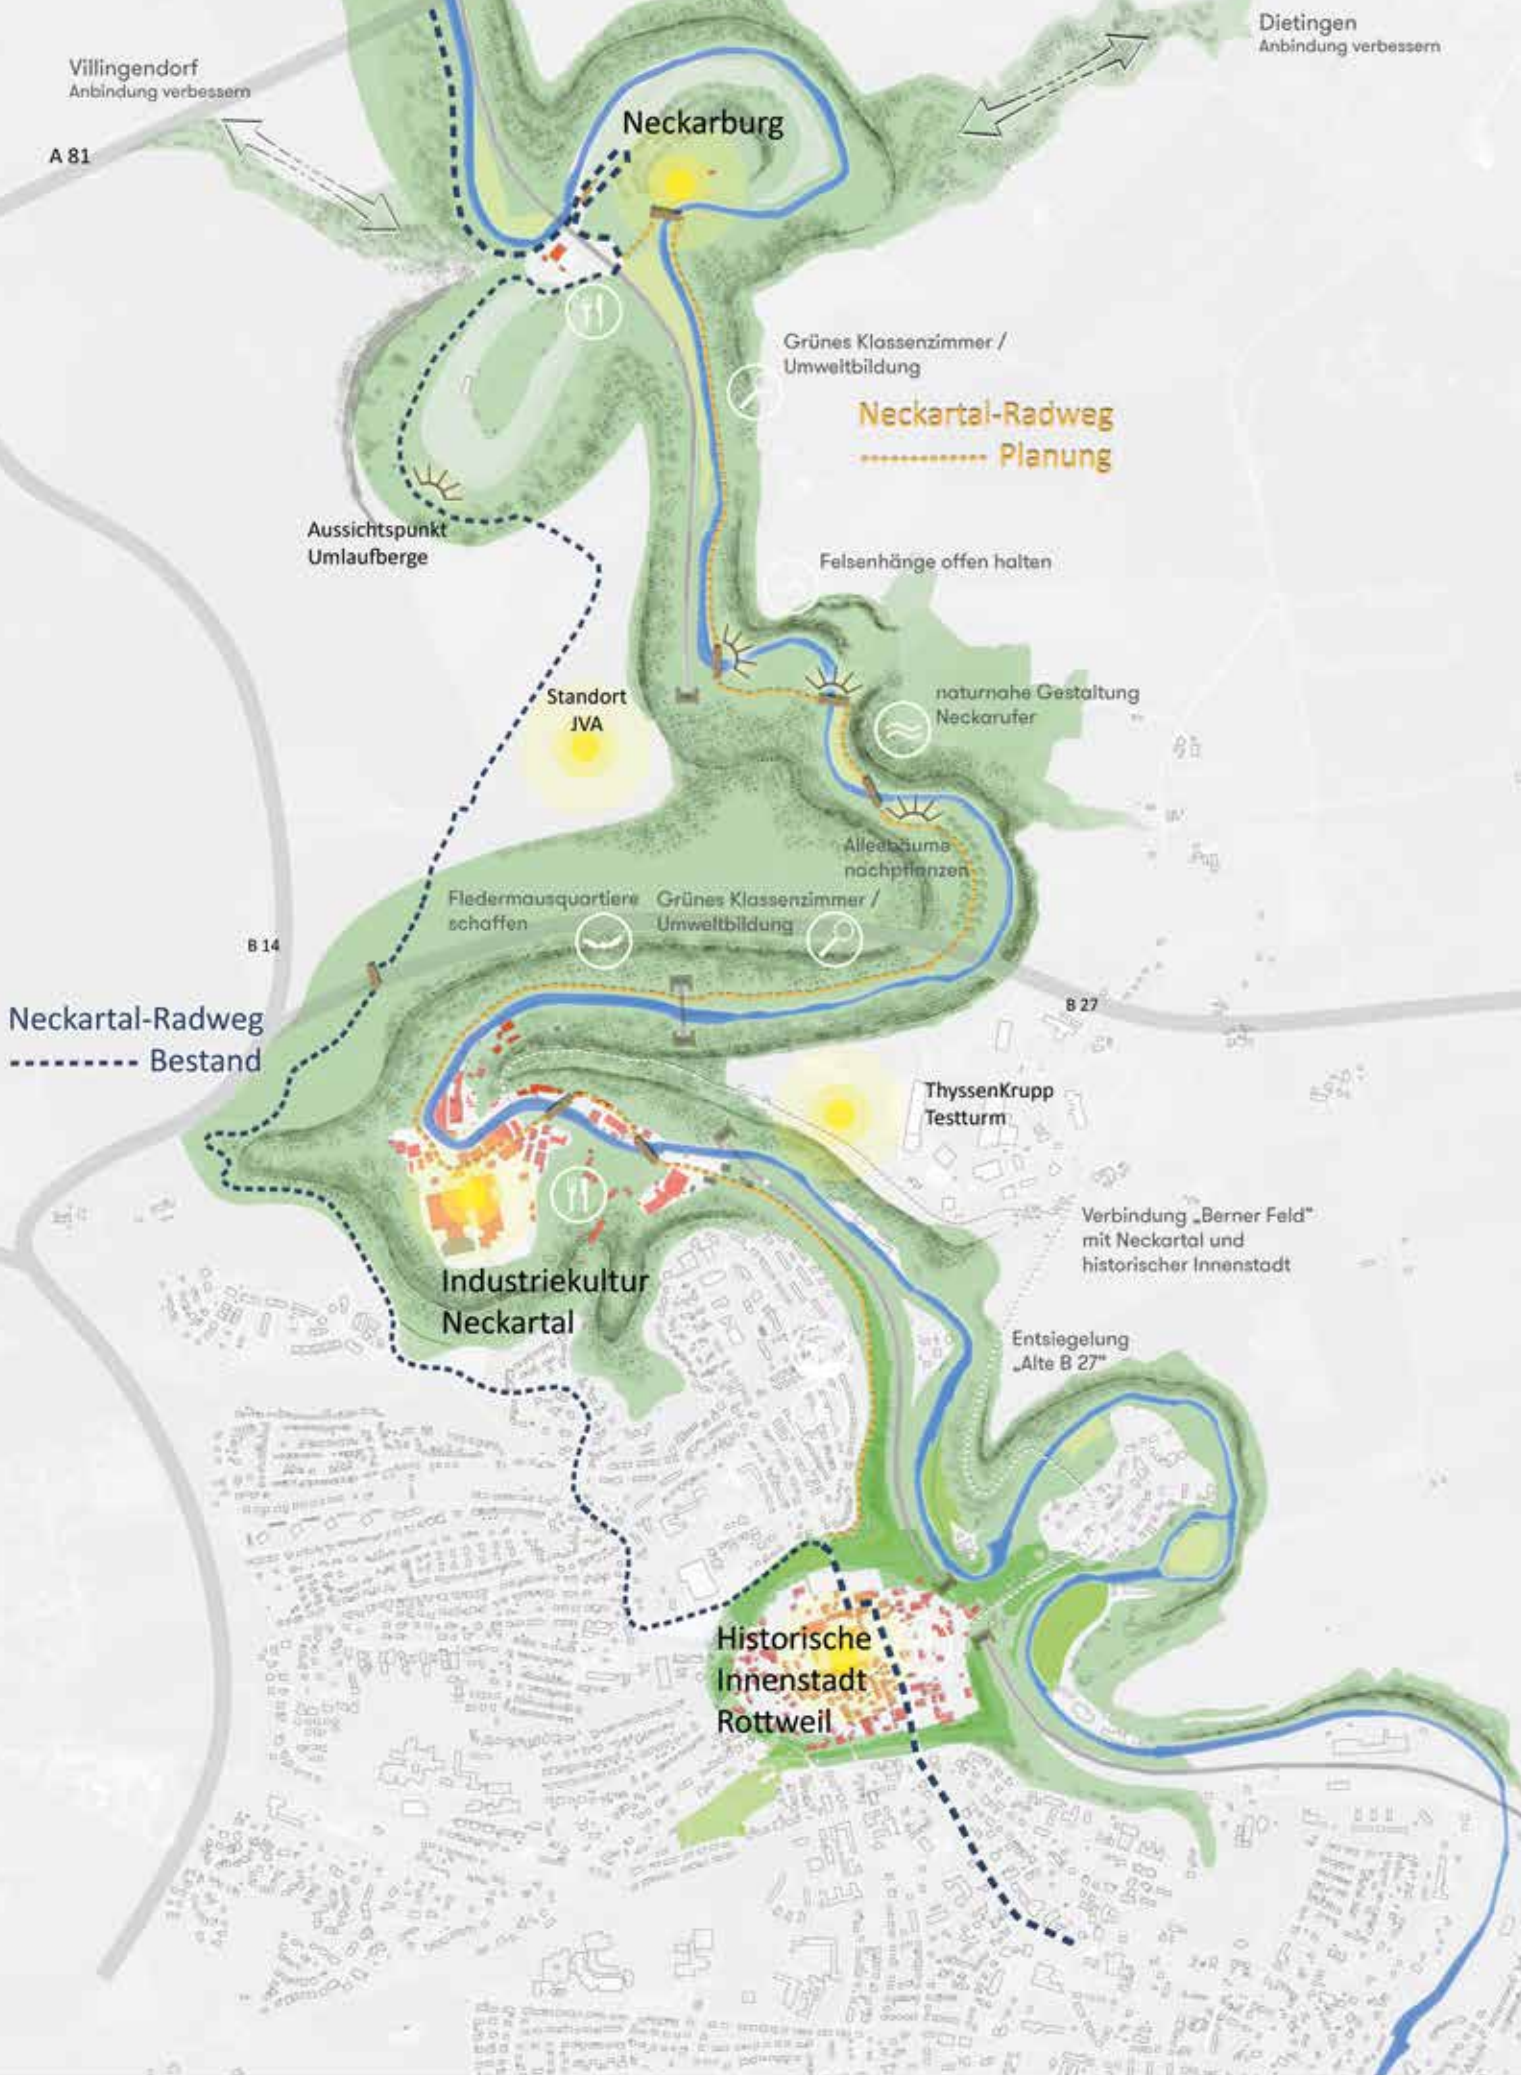 Dietingen
Anbindung verbessern
Villingendorf
Anbindung verbessern
A 81
Neckarburg
Grünes Klassenzimmer /
Umweltbildung
Neckartal-Radweg
Planung
Aussichtspunkt
Umlaufberge
Felsenhänge offen halten
Standort
JVA
naturnahe Gestaltung
Neckarufer
Alleebäume
nachpflanzen
Fledermausquartiere
schaffen
Grünes Klassenzimmer /
Umweltbildung
B 14
B 27
Neckartal-Radweg
Bestand
ThyssenKrupp
Testturm
Verbindung „Berner Feld“
mit Neckartal und
historischer Innenstadt
Industriekultur
Neckartal
Entsiegelung
„Alte B 27“
Historische
Innenstadt
Rottweil